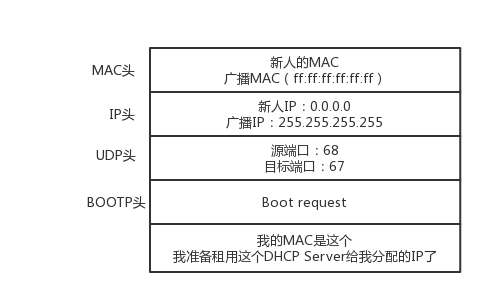 MAC头
新人的MAC
广播MAC（ff:ff:ff:ff:ff:ff）
IP头
新人IP：0.0.0.0
广播IP：255.255.255.255
UDP头
源端口：68
目标端口：67
BOOTP头
Boot request
我的MAC是这个
我准备租用这个DHCP Server给我分配的IP了